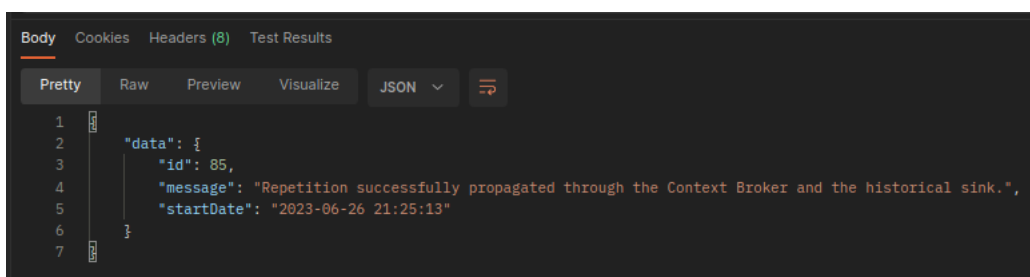 Body Cookies Headers (8) Test Results
Pretty Raw Preview Visualize JSON
1 {
2 "data": {
3 "id": 85,
4 "message": "Repetition successfully propagated through the Context Broker and the historical sink.",
5 "startDate": "2023-06-26 21:25:13"
6 }
7 }